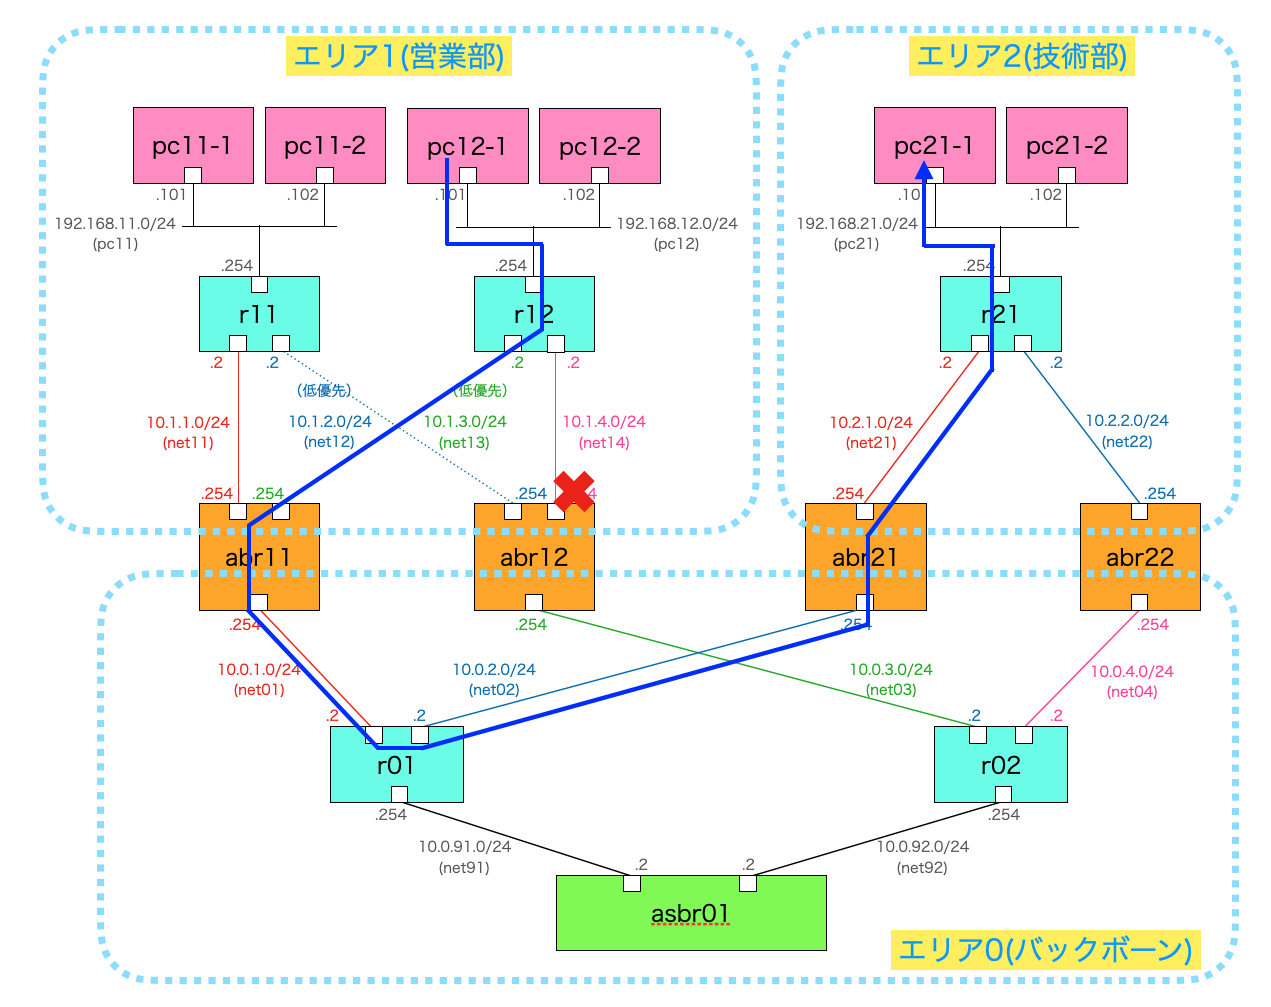 エリア1(営業部)
エリア2(技術部)
pc11-1
pc11-2
pc12-1
pc12-2
pc21-1
pc21-2
.101
.102
.101
.102
.10
.102
192.168.11.0/24
(pc11)
192.168.12.0/24
(pc12)
192.168.21.0/24
(pc21)
.254
.254
.254
r11
r12
r21
.2
.2
.2
.2
.2
.2
(低優先)
(低優先)
10.1.1.0/24
(net11)
10.1.2.0/24
(net12)
10.1.3.0/24
(net13)
10.1.4.0/24
(net14)
10.2.1.0/24
(net21)
10.2.2.0/24
(net22)
.254
.254
.254
4
.254
.254
abr11
abr12
abr21
abr22
.254
.254
.254
.254
10.0.1.0/24
(net01)
10.0.2.0/24
(net02)
10.0.3.0/24
(net03)
10.0.4.0/24
(net04)
.2
.2
.2
.2
r01
r02
.254
.254
10.0.91.0/24
(net91)
10.0.92.0/24
(net92)
.2
.2
asbr01
エリア0(バックボーン)